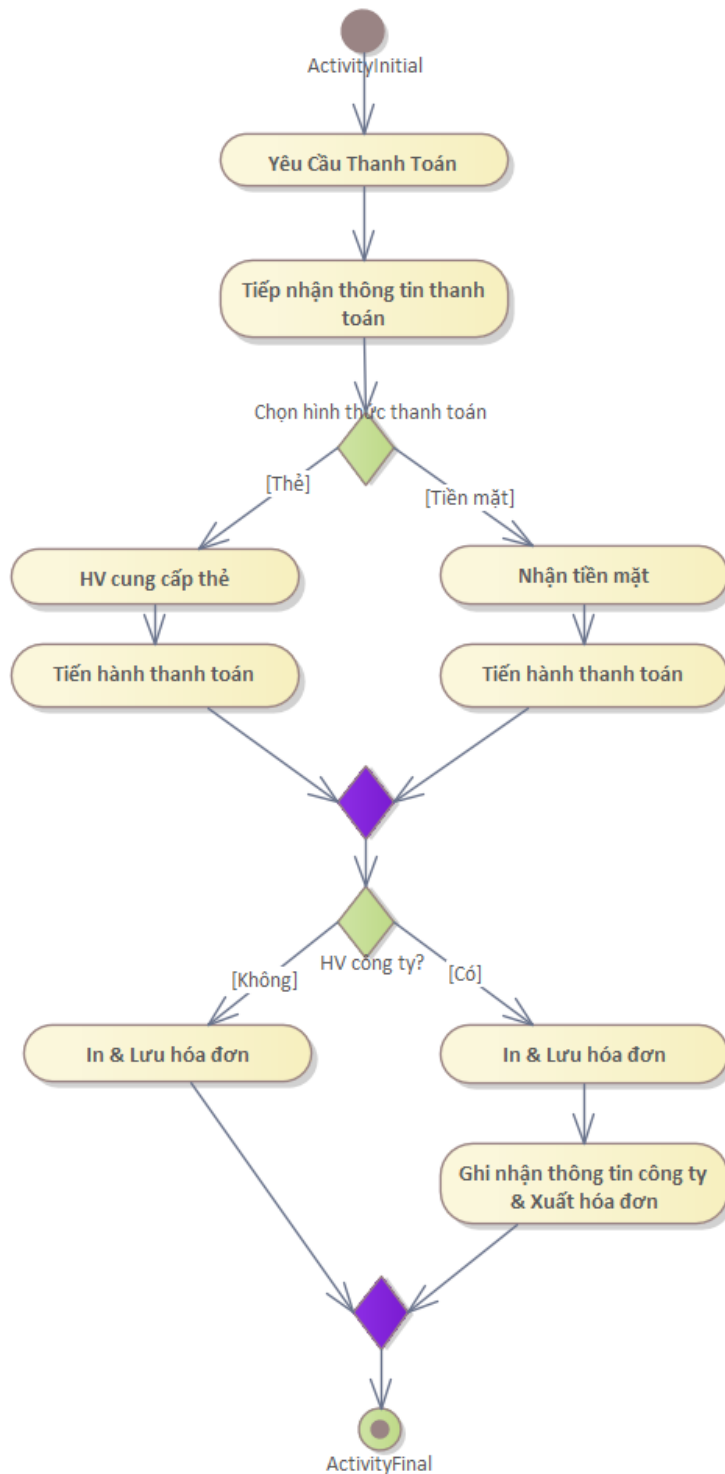 ActivityInitial
Yêu Cầu Thanh Toán
Tiếp nhận thông tin thanh
toán
Chọn hình thức thanh toán
[Thẻ]
[Tiền mặt]
HV cung cấp thẻ
Nhận tiền mặt
Tiến hành thanh toán
Tiến hành thanh toán
HV công ty?
[Không]
[Có]
In & Lưu hóa đơn
In & Lưu hóa đơn
Ghi nhận thông tin công ty
& Xuất hóa đơn
ActivityFinal